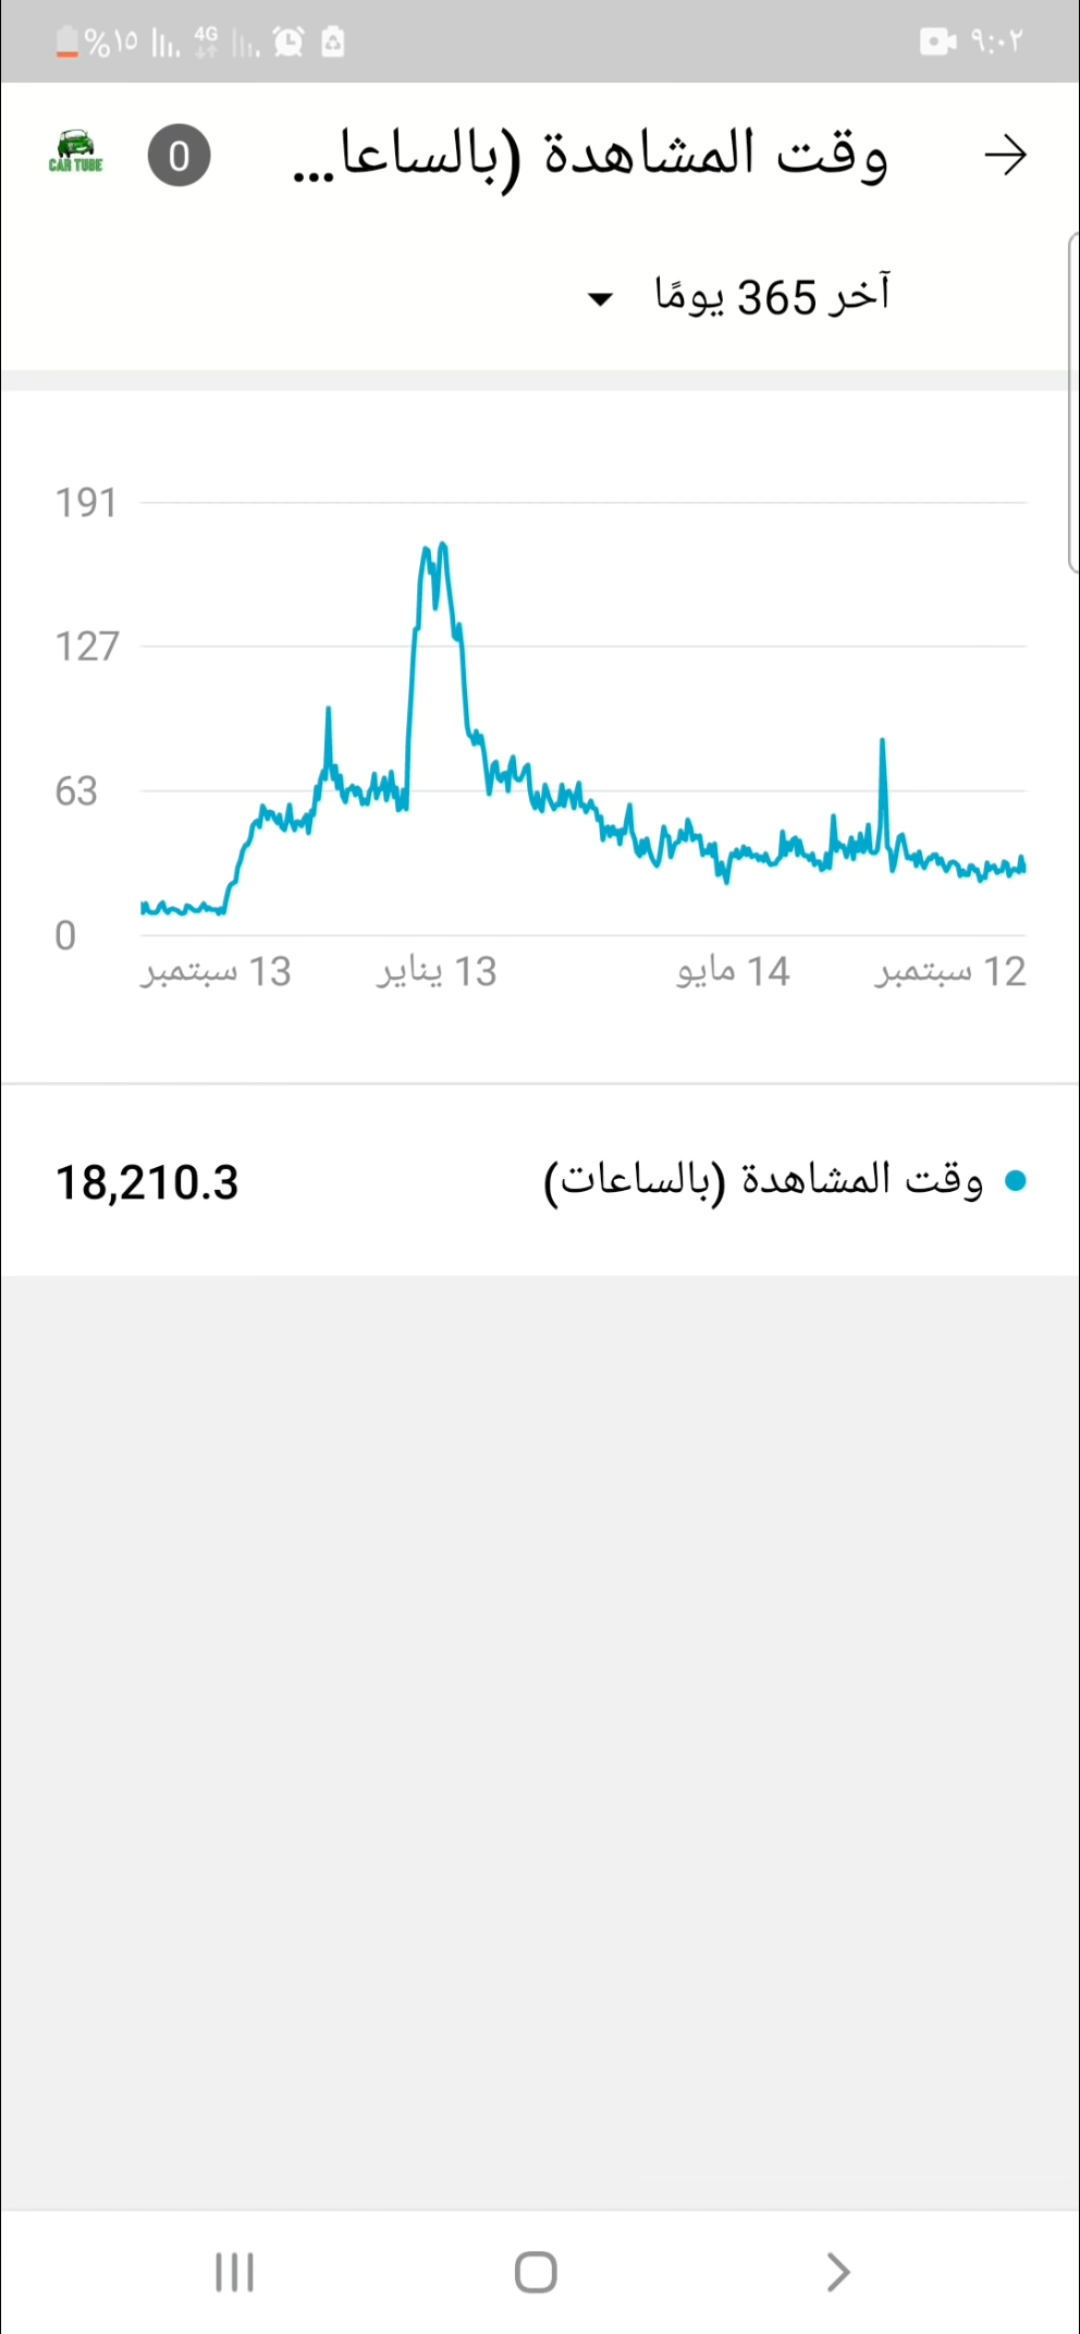 ٩:٠٢ 4G %١٥
وقت المشاهدة (بالساعا... 0 CAR TUBE
آخر 365 يومًا
191
127
63
0
13 سبتمبر 13 يناير 14 مايو 12 سبتمبر
وقت المشاهدة (بالساعات) 18,210.3